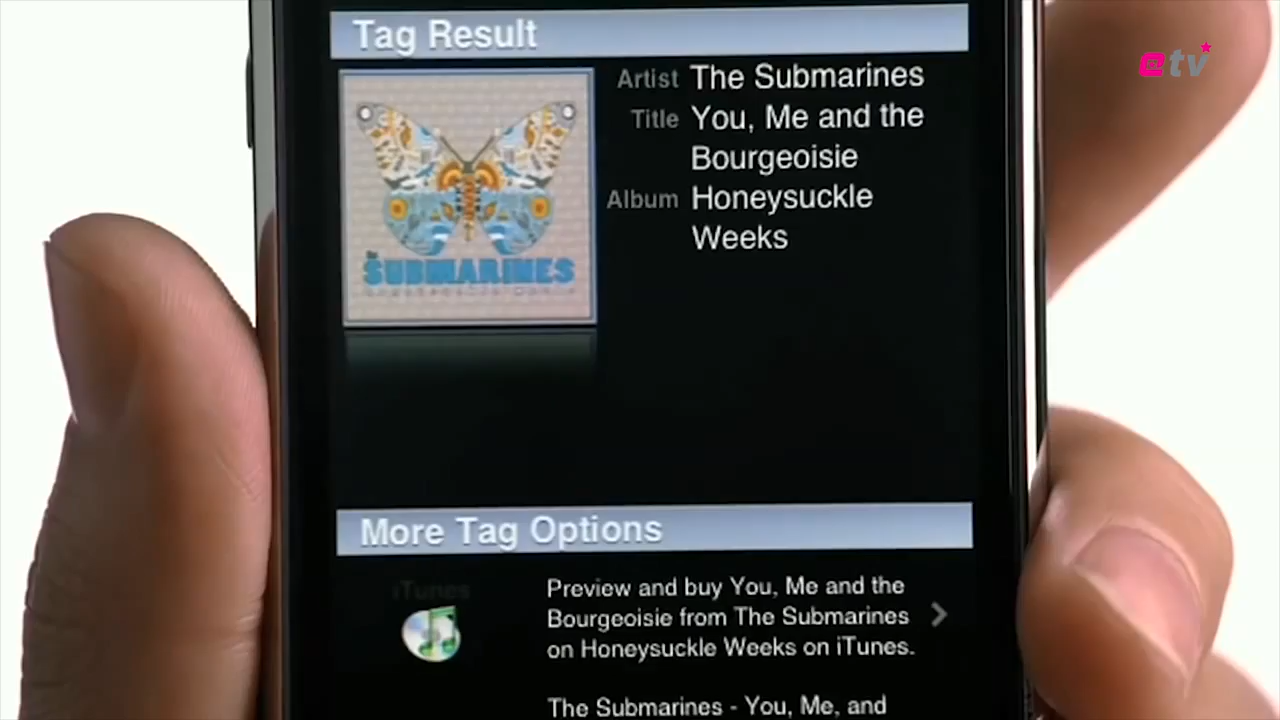 Tag Result
etv
Artist The Submarines
Title You, Me and the
Bourgeoisie
Album Honeysuckle
Weeks
SUBMARINES
More Tag Options
iTunes
Preview and buy You, Me and the
Bourgeoisie from The Submarines
on Honeysuckle Weeks on iTunes.
The Submarines - You, Me, and